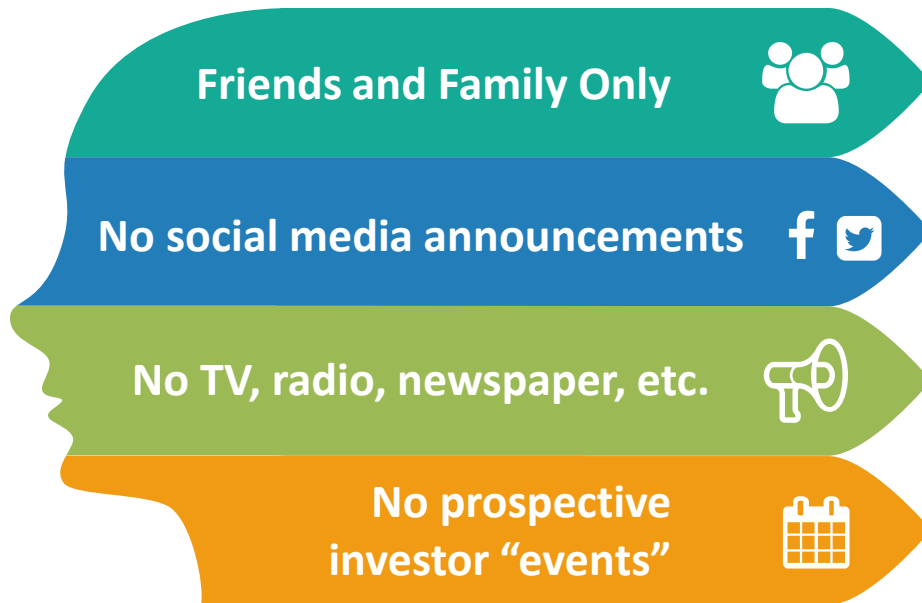 Friends and Family Only
No social media announcements
No TV, radio, newspaper, etc.
No prospective
investor “events”